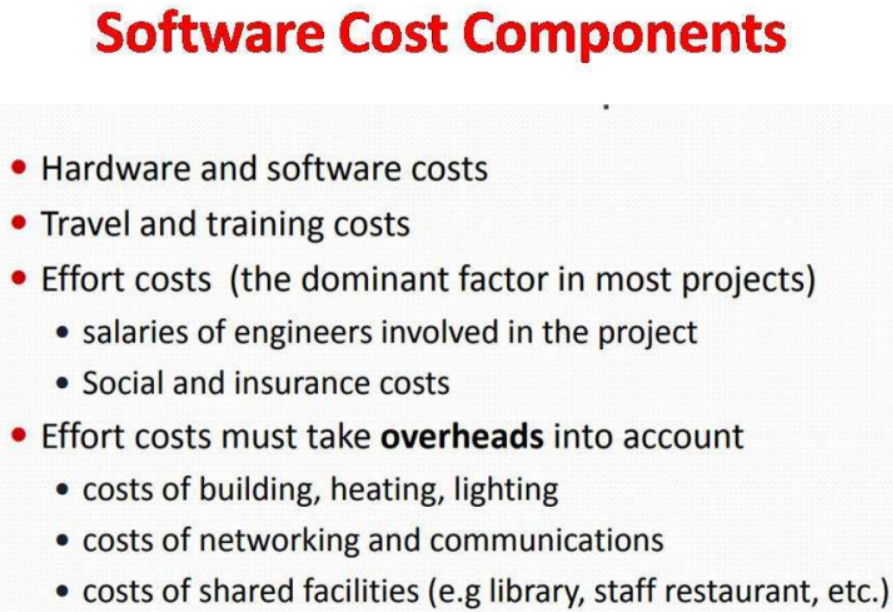 Software Cost Components
• Hardware and software costs
• Travel and training costs
• Effort costs (the dominant factor in most projects)
• salaries of engineers involved in the project
• Social and insurance costs
• Effort costs must take overheads into account
• costs of building, heating, lighting
• costs of networking and communications
• costs of shared facilities (e.g library, staff restaurant, etc.)